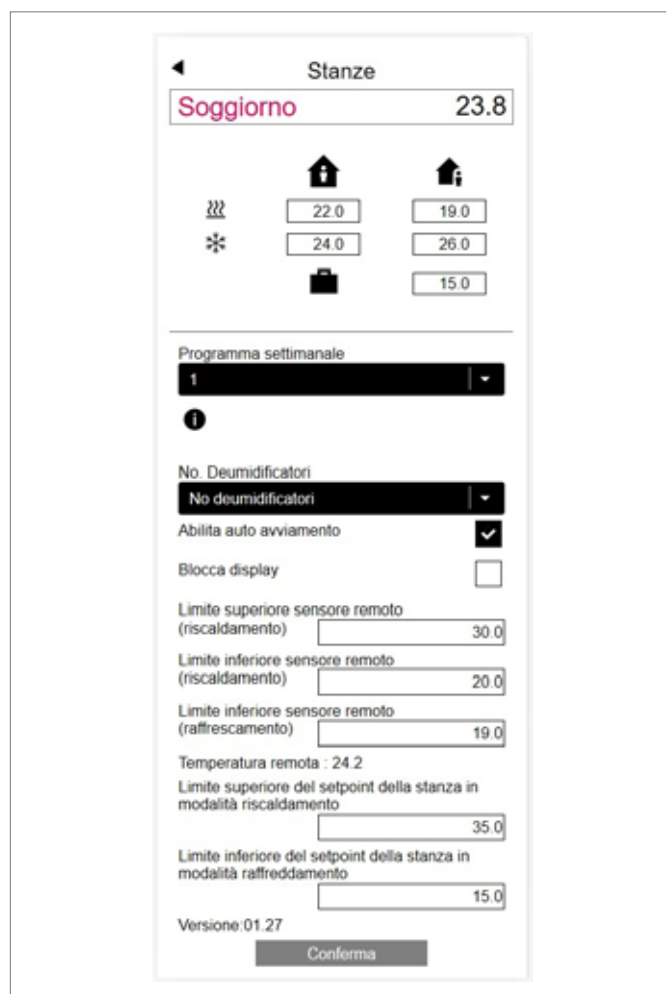 Stanze
Soggiorno 23.8
22.0 19.0
24.0 26.0
15.0
Programma settimanale
1
No. Deumidificatori
No deumidificatori
Abilita auto avviamento
Blocca display
Limite superiore sensore remoto
(riscaldamento) 30.0
Limite inferiore sensore remoto
(riscaldamento) 20.0
Limite inferiore sensore remoto
(raffrescamento) 19.0
Temperatura remota : 24.2
Limite superiore del setpoint della stanza in
modalità riscaldamento
35.0
Limite inferiore del setpoint della stanza in
modalità raffreddamento
15.0
Versione:01.27
Conferma